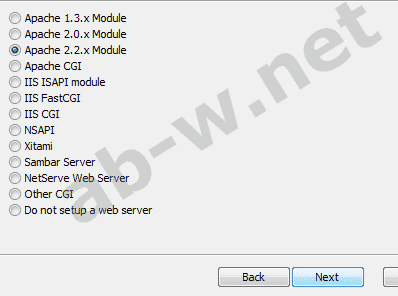 Apache 1.3.x Module
Apache 2.0.x Module
Apache 2.2.x Module
Apache CGI
IIS ISAPI module
IIS FastCGI
IIS CGI
NSAPI
Xitami
Sambar Server
NetServe Web Server
Other CGI
Do not setup a web server
ab-w.net
Back
Next